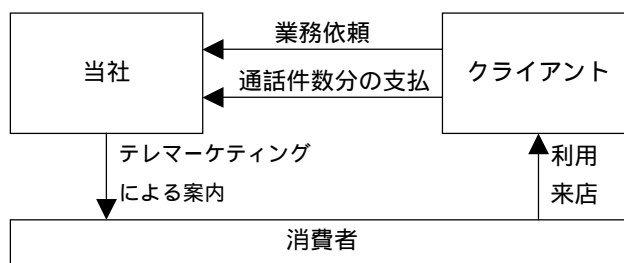 業務依頼
当社
クライアント
通話件数分の支払
テレマーケティング
による案内
利用
来店
消費者